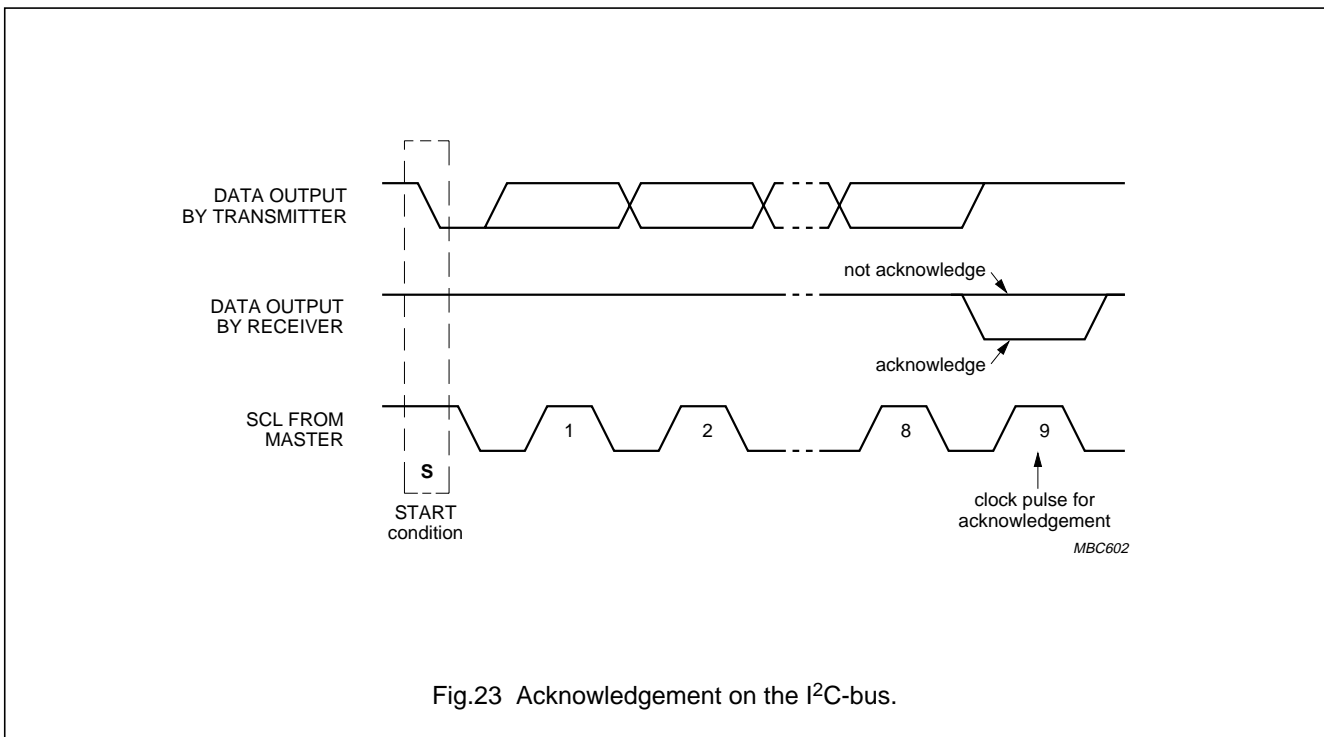 DATA OUTPUT
BY TRANSMITTER
not acknowledge
DATA OUTPUT
BY RECEIVER
acknowledge
SCL FROM
MASTER
1
2
8
9
S
START
condition
clock pulse for
acknowledgement
MBC602
Fig.23 Acknowledgement on the I²C-bus.